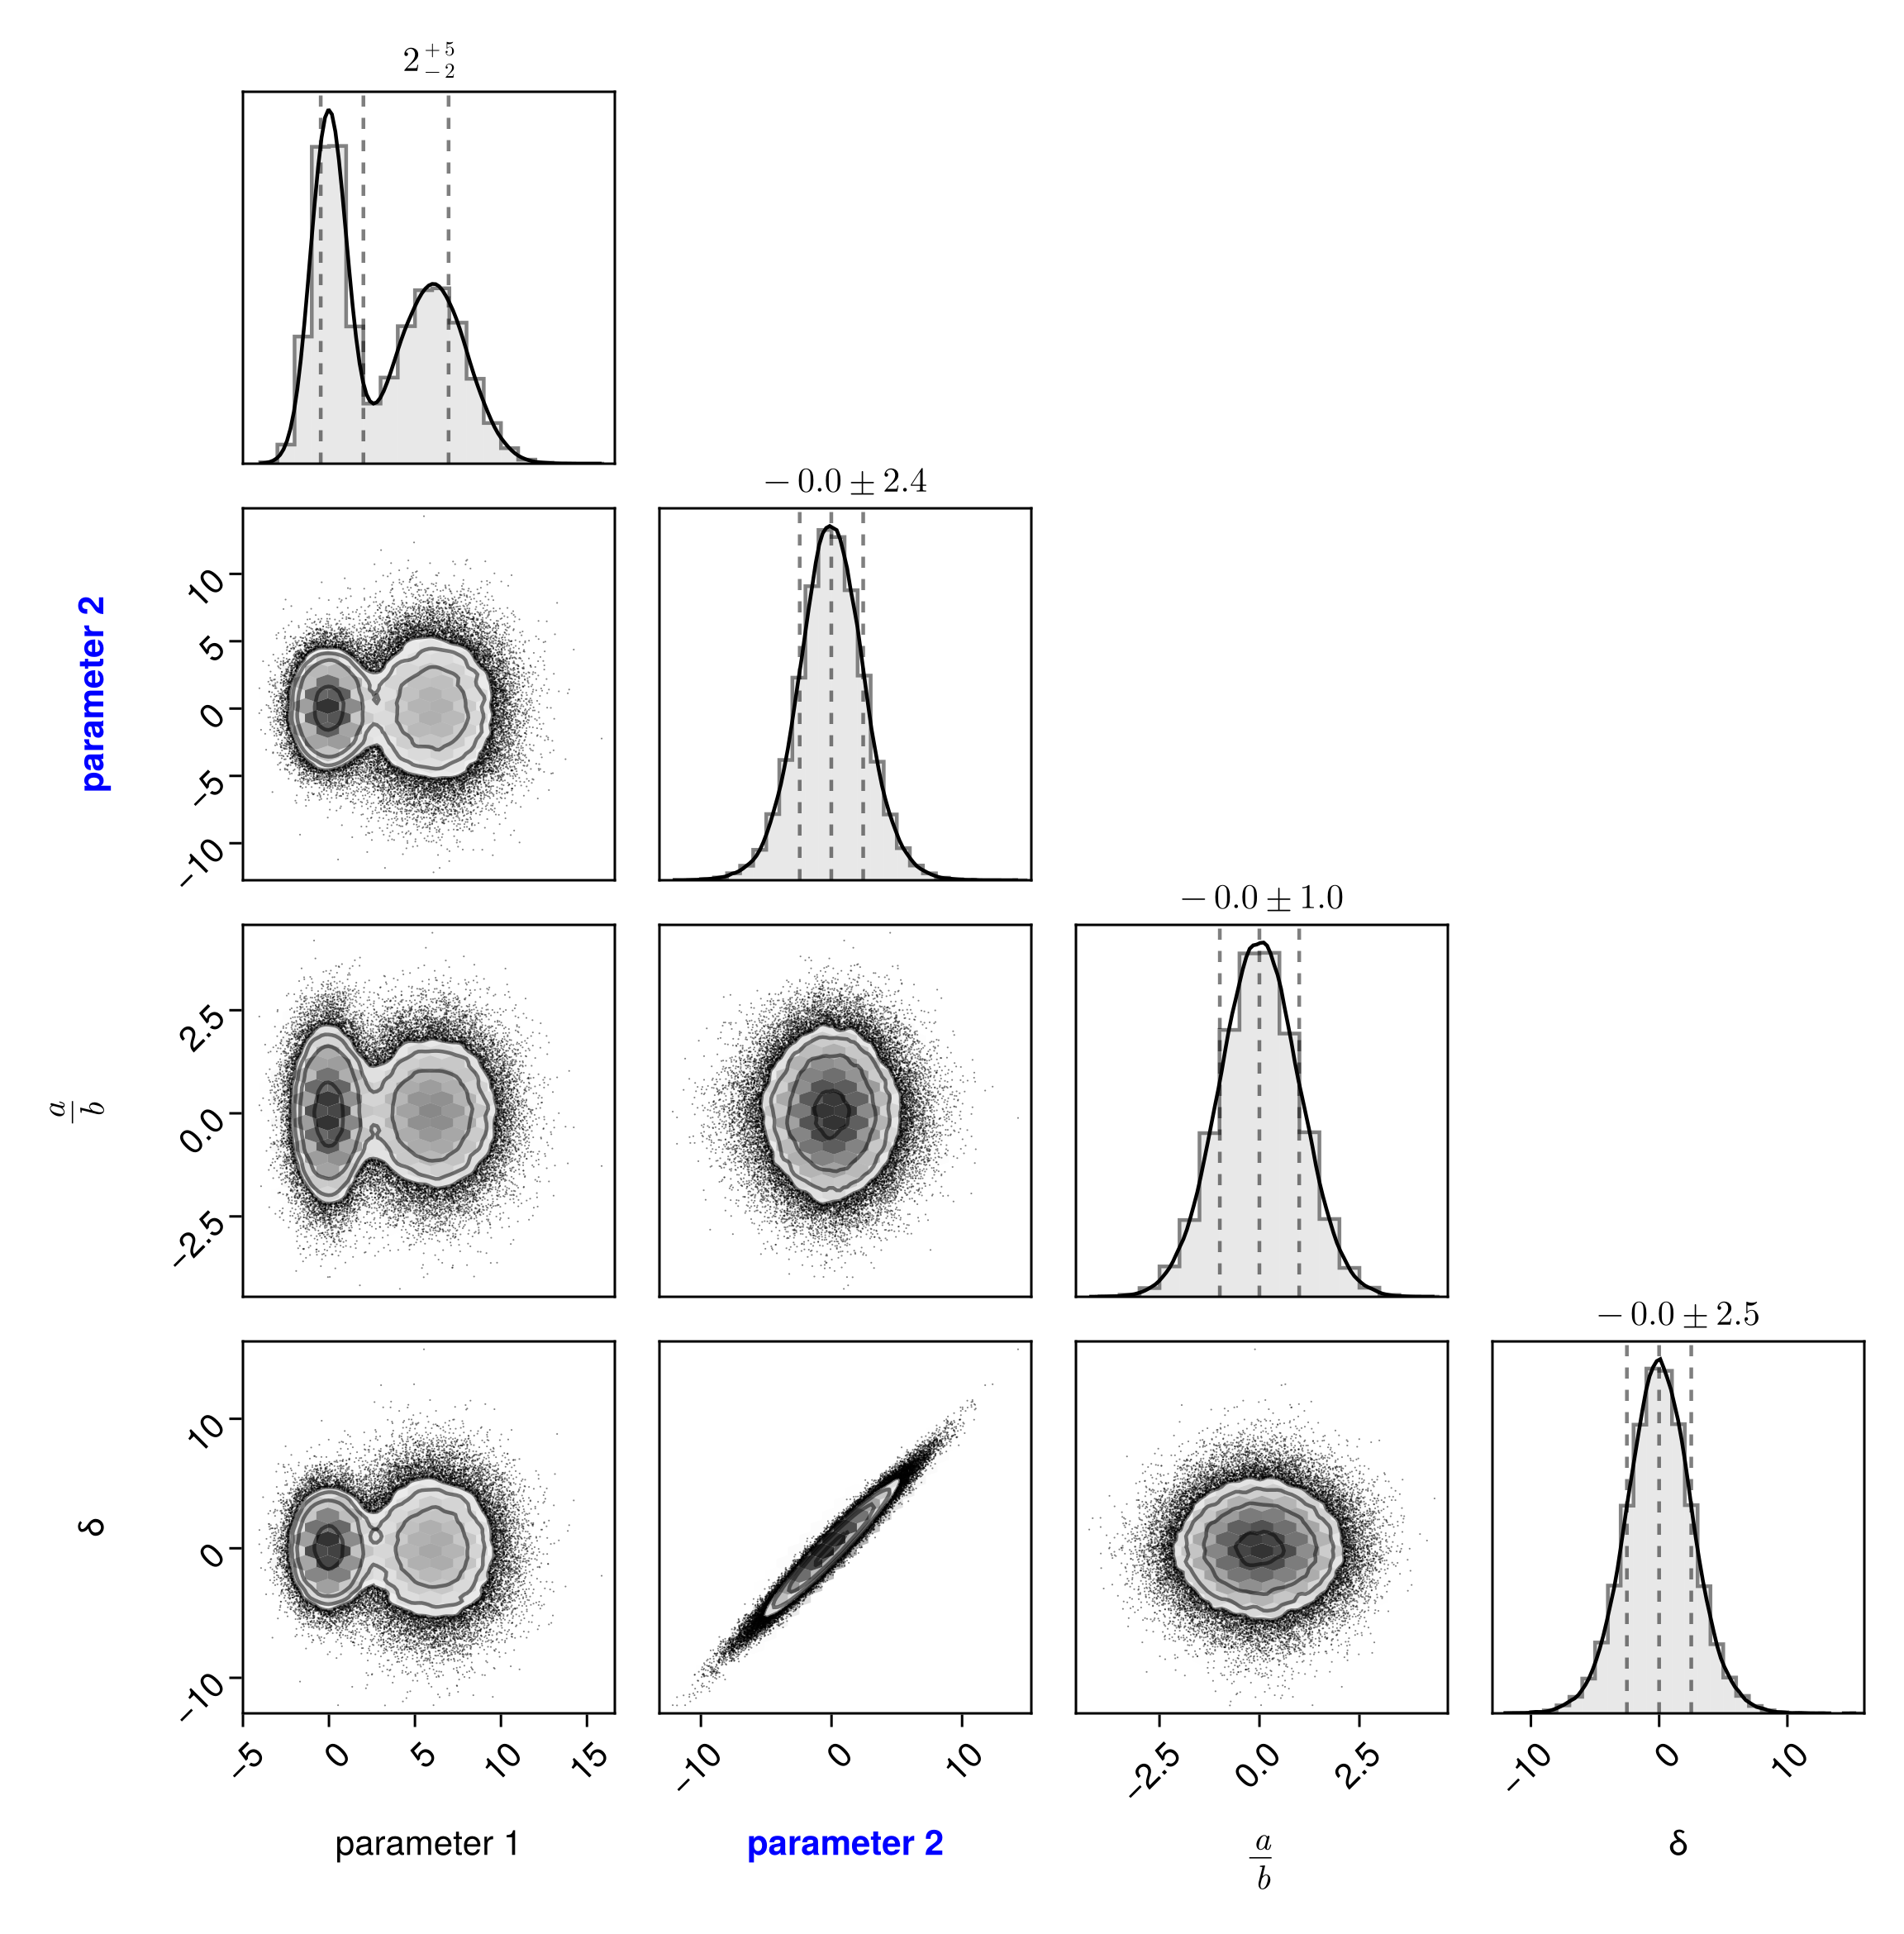 2^{+5}_{-2}
− 0.0 ± 2.4
10
5
0
−5
−10
parameter 2
− 0.0 ± 1.0
2.5
0.0
−2.5
a/b
− 0.0 ± 2.5
10
0
−10
δ
−5 0 5 10 15 −10 0 10 −2.5 0.0 2.5 −10 0 10
parameter 1 parameter 2 a/b δ